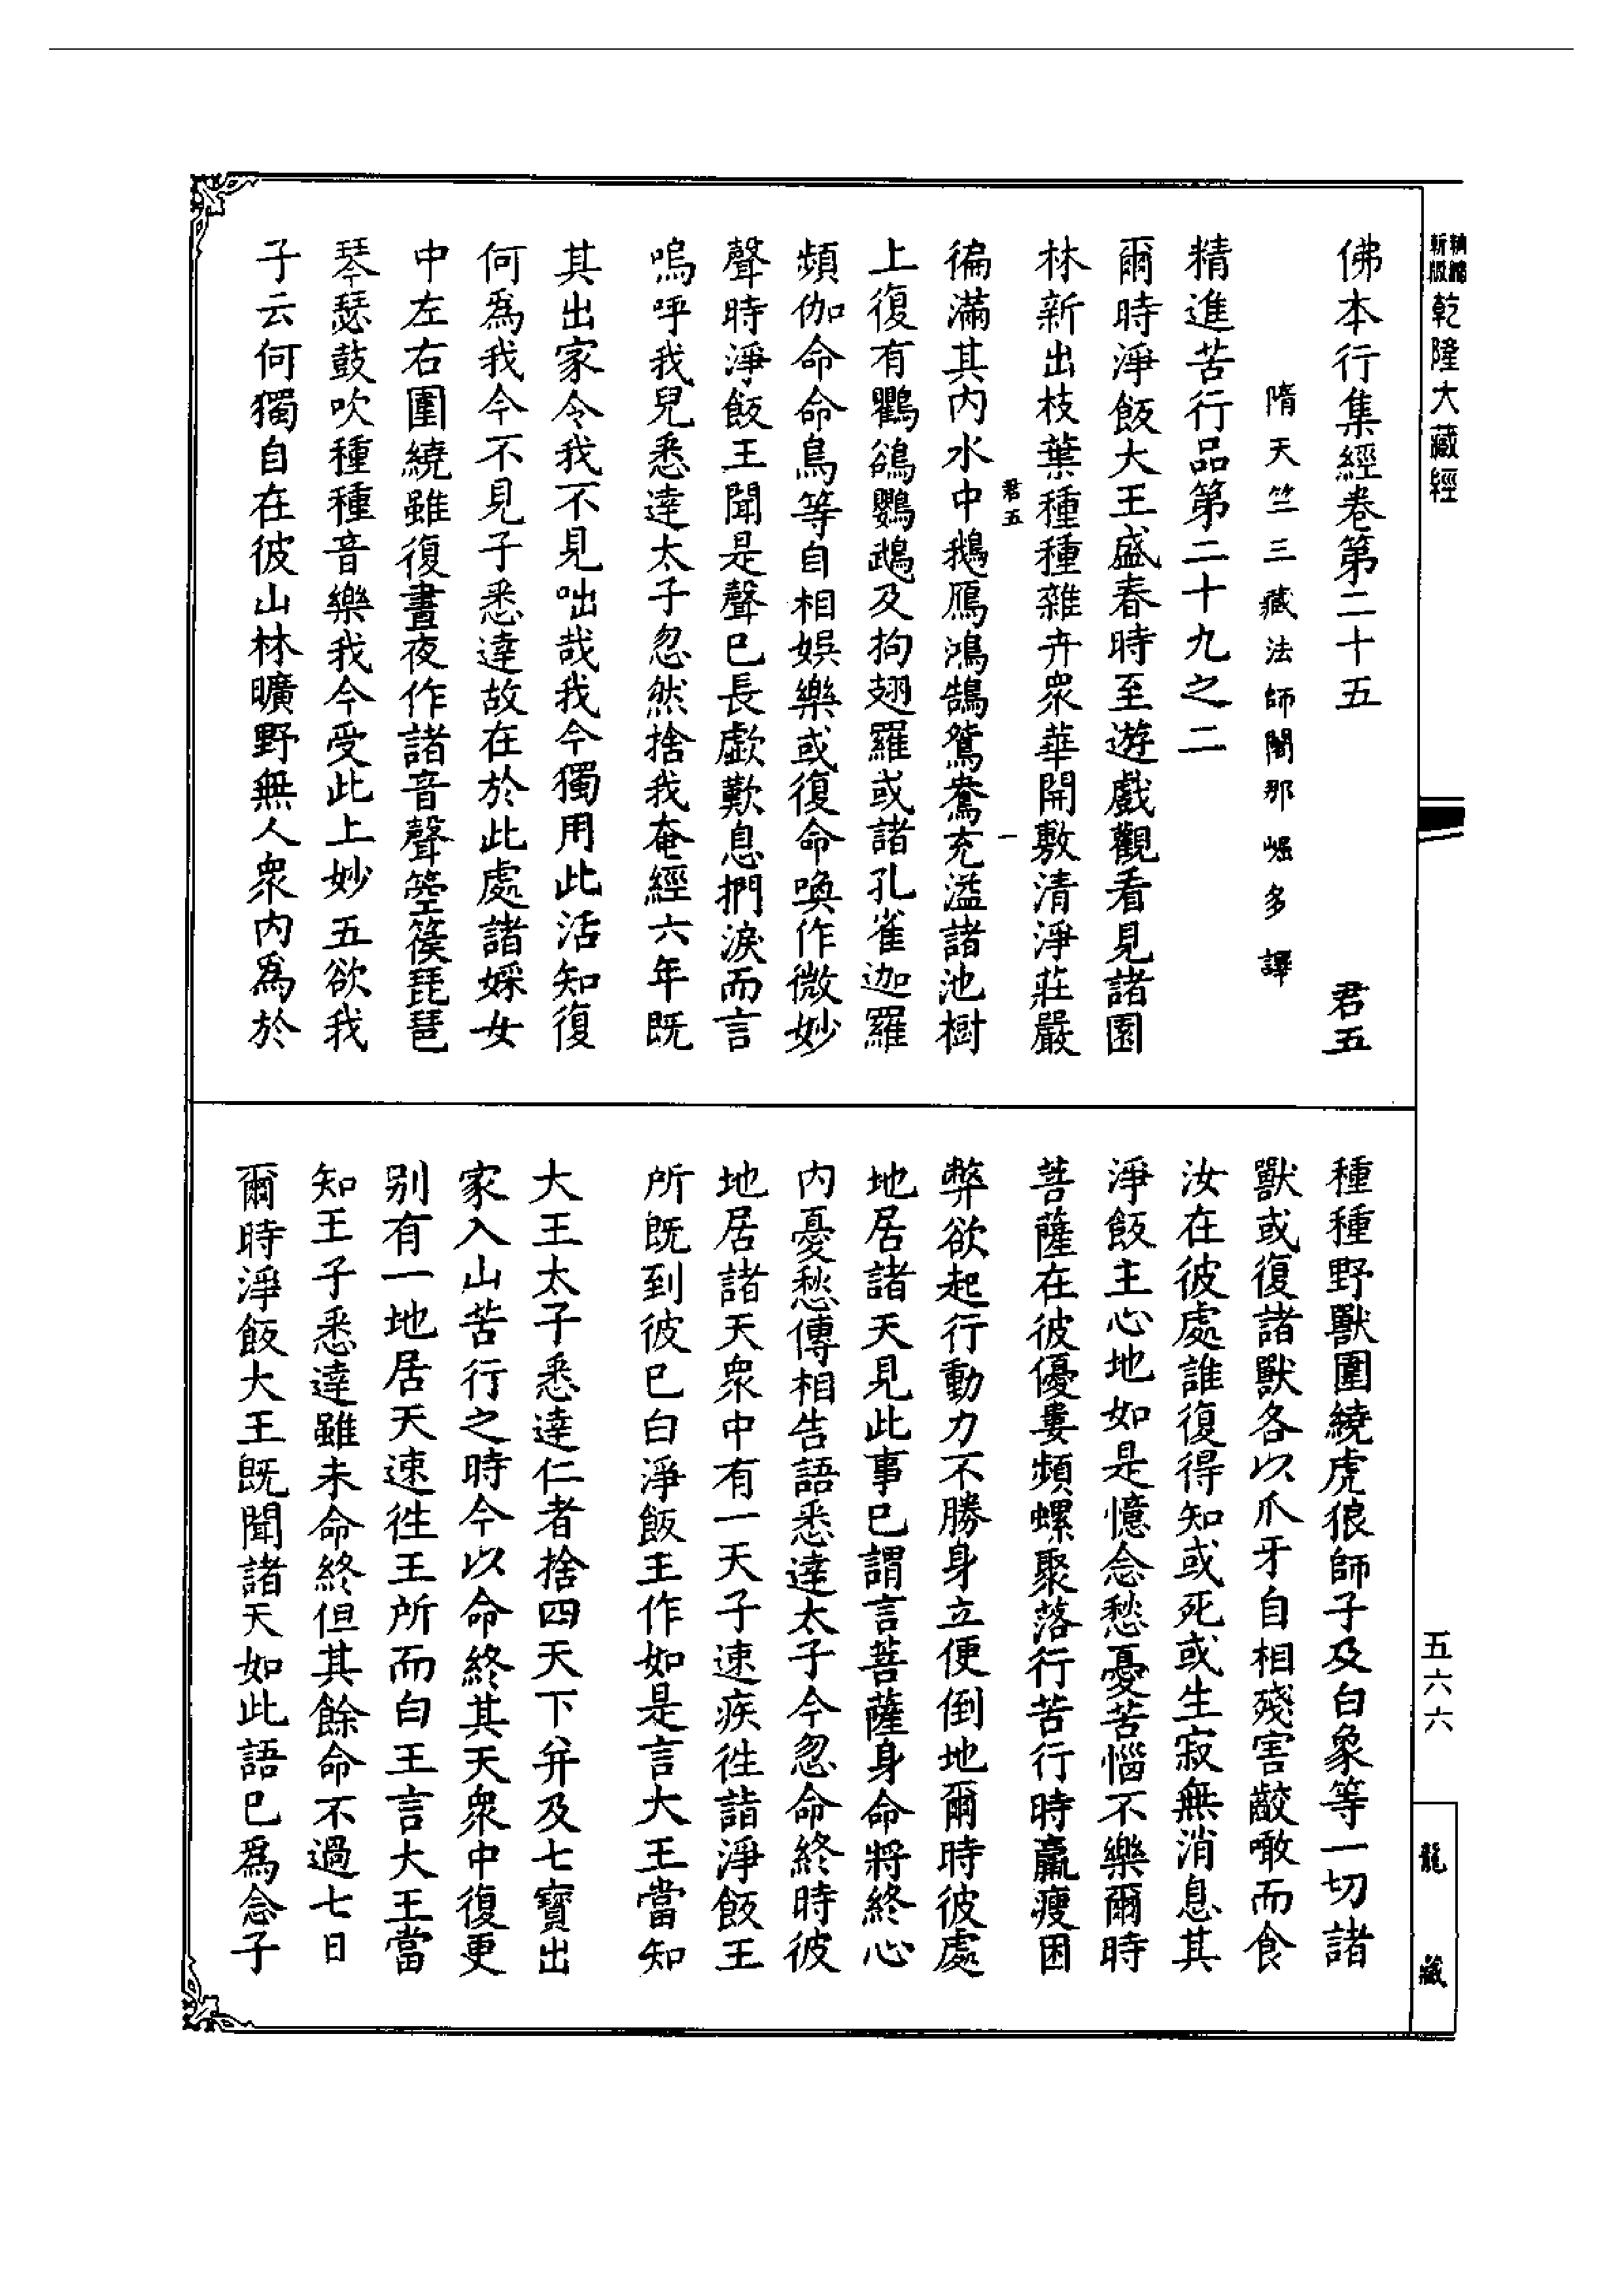 精縮新版乾隆大藏經
佛本行集經卷第二十五 君五
隋天竺三藏法師闍那崛多譯
精進苦行品第二十九之二
爾時淨飯大王盛春時至遊戲觀看見諸園
林新出枝葉種種雜卉眾華開敷清淨莊嚴
君五 一
徧滿其內水中鵝鴈鴻鵠鴛鴦充溢諸池樹
上復有鸜鵒鸚鵡及拘翅羅或諸孔雀迦羅
頻伽命命鳥等自相娛樂或復命喚作微妙
聲時淨飯王聞是聲已長歔歎息捫淚而言
嗚呼我兒悉達太子忽然捨我奄經六年既
其出家令我不見咄哉我今獨用此活知復
何爲我今不見子悉達故在於此處諸婇女
中左右圍繞雖復晝夜作諸音聲箜篌琵琶
琴瑟鼓吹種種音樂我今受此上妙五欲我
子云何獨自在彼山林曠野無人眾內爲於
種種野獸圍繞虎狼師子及白象等一切諸
獸或復諸獸各以爪牙自相殘害齩噉而食
汝在彼處誰復得知或死或生寂無消息其
淨飯主心地如是憶念愁憂苦惱不樂爾時
菩薩在彼優婁頻螺聚落行苦行時羸瘦困
弊欲起行動力不勝身立便倒地爾時彼處
地居諸天見此事已謂言菩薩身命將終心
內憂愁傳相告語悉達太子今忽命終時彼
地居諸天眾中有一天子速疾往詣淨飯王
所既到彼已白淨飯王作如是言大王當知
大王太子悉達仁者捨四天下并及七寶出
家入山苦行之時今以命終其天眾中復更
別有一地居天速往王所而白王言大王當
知王子悉達雖未命終但其餘命不過七日
爾時淨飯大王既聞諸天如此語已爲念子
五六六
龍藏